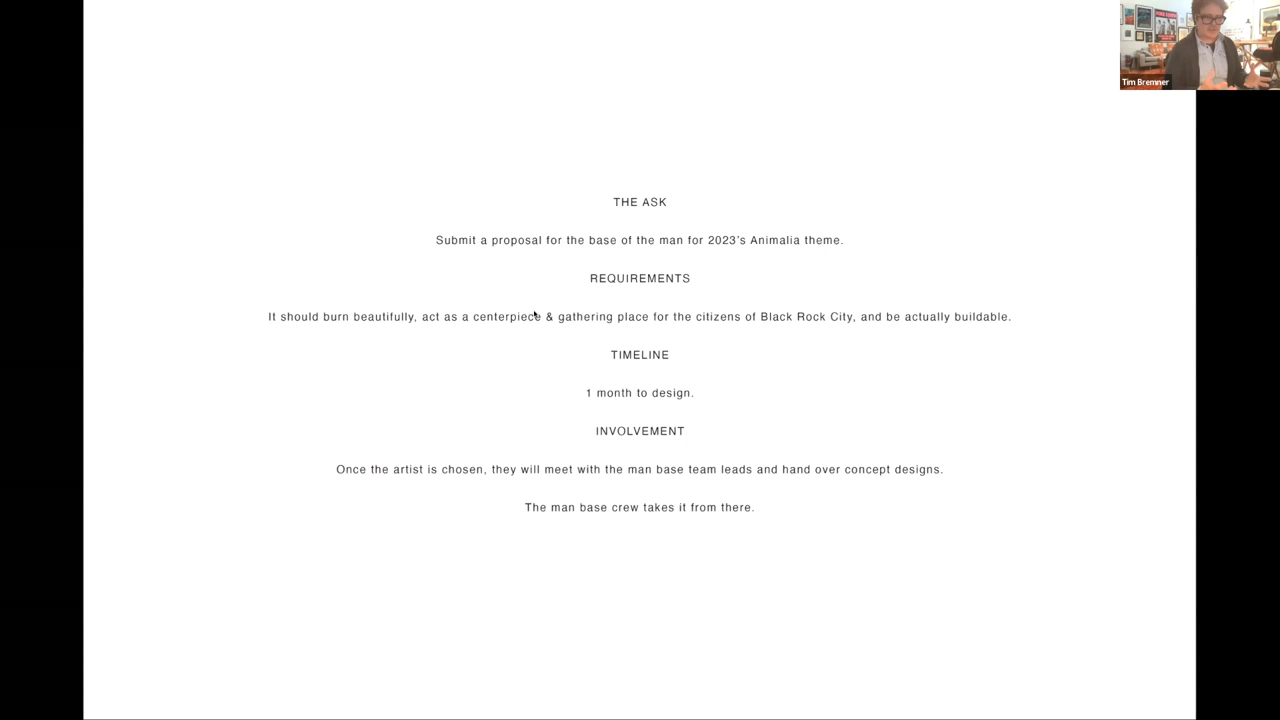 Tim Bremner
THE ASK
Submit a proposal for the base of the man for 2023's Animalia theme.
REQUIREMENTS
It should burn beautifully, act as a centerpiece & gathering place for the citizens of Black Rock City, and be actually buildable.
TIMELINE
1 month to design.
INVOLVEMENT
Once the artist is chosen, they will meet with the man base team leads and hand over concept designs.
The man base crew takes it from there.